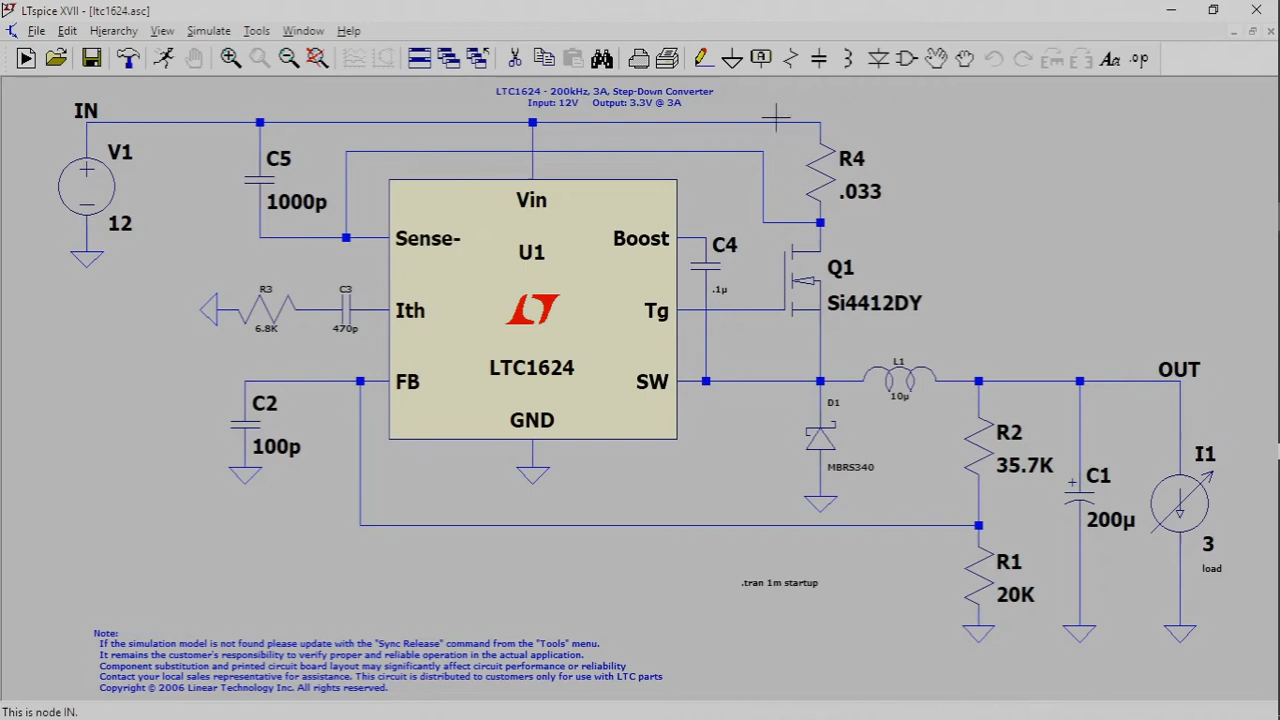 LTspice XVII - [ltc1624.asc]
File Edit Hierarchy View Simulate Tools Window Help
LTC1624 - 200kHz, 3A, Step-Down Converter
Input: 12V Output: 3.3V @ 3A
IN
V1
12
C5
1000p
R4
.033
Vin
Sense-
U1
Boost
C4
.1µ
Q1
Si4412DY
R3
6.8K
C3
470p
Ith
Tg
LTC1624
FB
SW
GND
C2
100p
L1
10µ
OUT
D1
MBRS340
R2
35.7K
C1
+
200µ
I1
3
load
R1
20K
.tran 1m startup
Note:
If the simulation model is not found please update with the "Sync Release" command from the "Tools" menu.
It remains the customer's responsibility to verify proper and reliable operation in the actual application.
Component substitution and printed circuit board layout may significantly affect circuit performance or reliability
Contact your local sales representative for assistance. This circuit is distributed to customers only for use with LTC parts
Copyright © 2006 Linear Technology Inc. All rights reserved.
This is node IN.